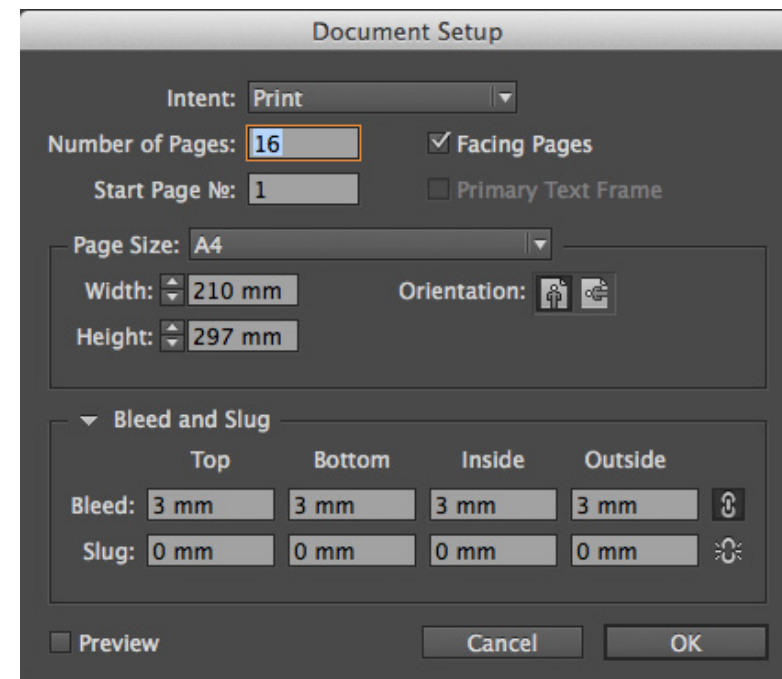 Document Setup
Intent: Print
Number of Pages: 16 Facing Pages
Start Page №: 1 Primary Text Frame
Page Size: A4
Width: 210 mm Orientation:
Height: 297 mm
Bleed and Slug
Top Bottom Inside Outside
Bleed: 3 mm 3 mm 3 mm 3 mm
Slug: 0 mm 0 mm 0 mm 0 mm
Preview Cancel OK